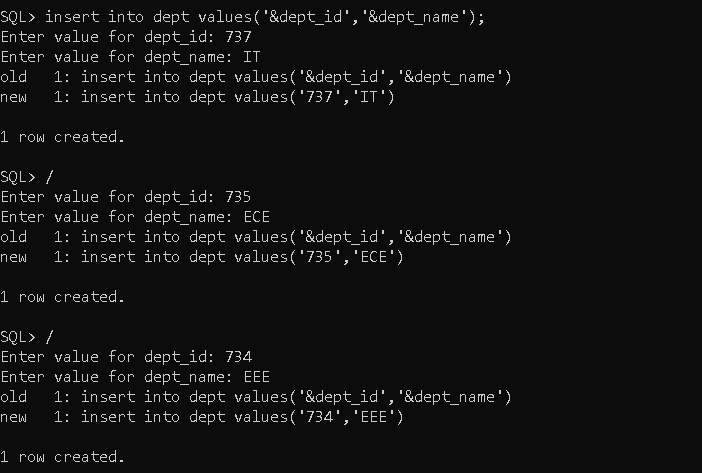 SQL> insert into dept values('&dept_id','&dept_name');
Enter value for dept_id: 737
Enter value for dept_name: IT
old   1: insert into dept values('&dept_id','&dept_name')
new   1: insert into dept values('737','IT')
1 row created.
SQL> /
Enter value for dept_id: 735
Enter value for dept_name: ECE
old   1: insert into dept values('&dept_id','&dept_name')
new   1: insert into dept values('735','ECE')
1 row created.
SQL> /
Enter value for dept_id: 734
Enter value for dept_name: EEE
old   1: insert into dept values('&dept_id','&dept_name')
new   1: insert into dept values('734','EEE')
1 row created.